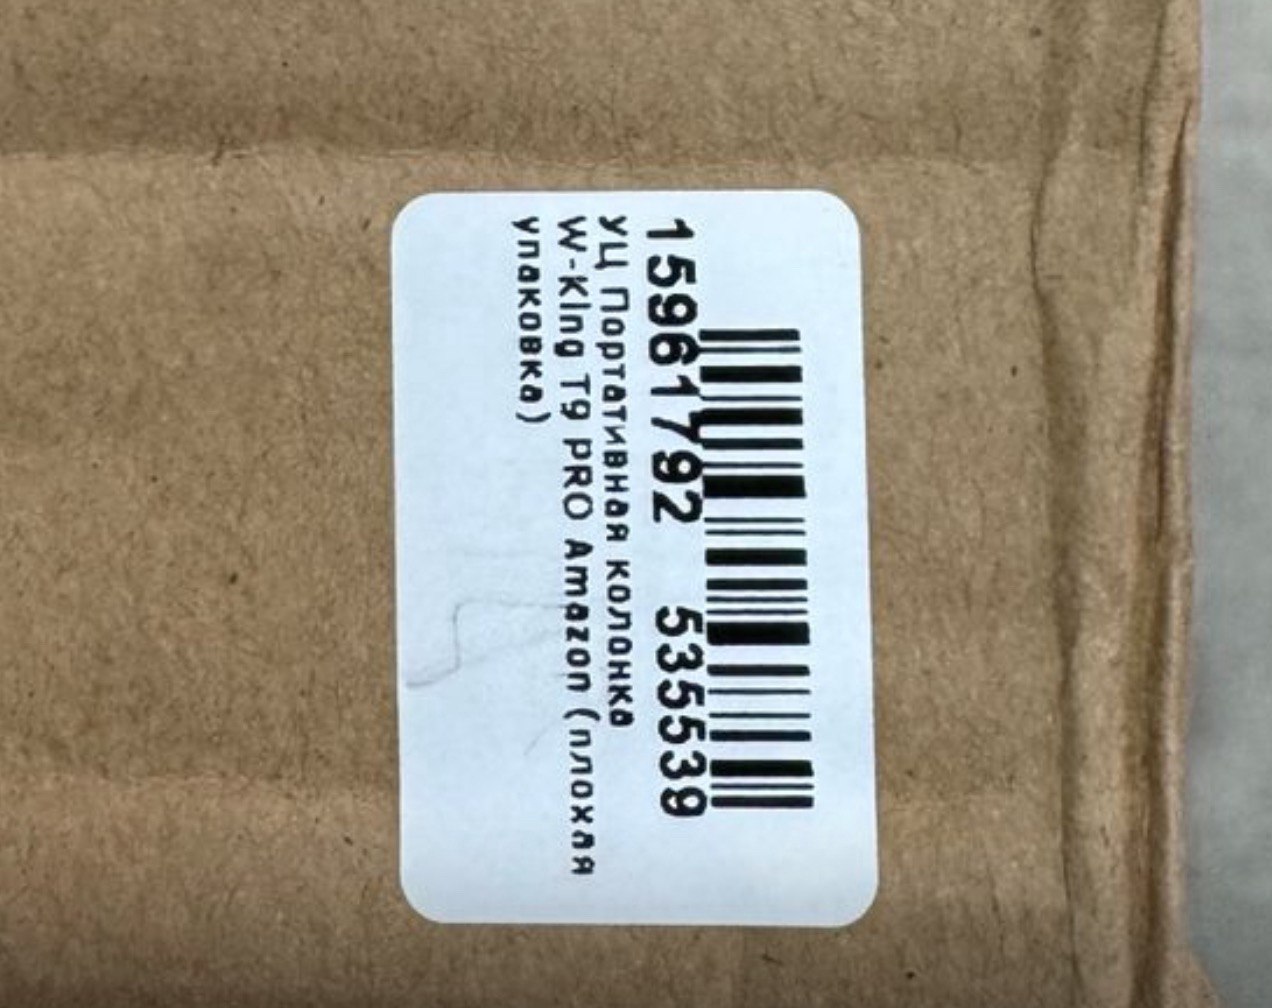 15961792 535539
УЦ Портативная колонка
W-King T9 PRO Amazon (плохая
упаковка)